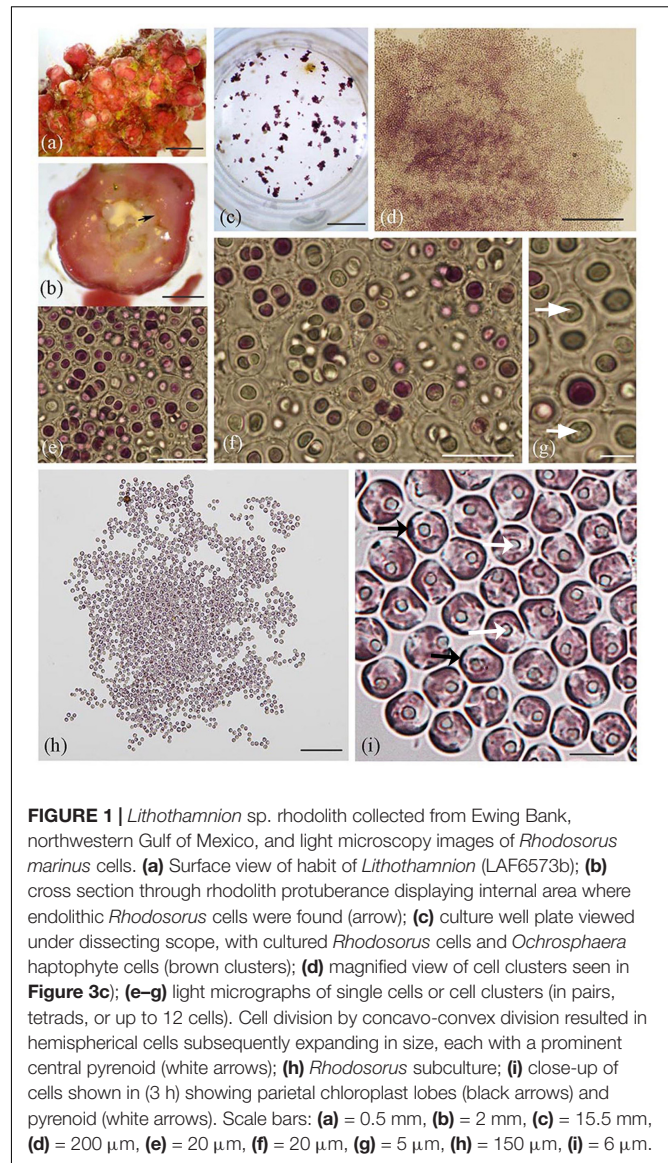 (a)
(b)
(c)
(d)
(e)
(f)
(g)
(h)
(i)
c
FIGURE 1 | Lithothamnion sp. rhodolith collected from Ewing Bank,
northwestern Gulf of Mexico, and light microscopy images of Rhodosorus
marinus cells. (a) Surface view of habit of Lithothamnion (LAF6573b); (b)
cross section through rhodolith protuberance displaying internal area where
endolithic Rhodosorus cells were found (arrow); (c) culture well plate viewed
under dissecting scope, with cultured Rhodosorus cells and Ochrosphaera
haptophyte cells (brown clusters); (d) magnified view of cell clusters seen in
Figure 3c); (e–g) light micrographs of single cells or cell clusters (in pairs,
tetrads, or up to 12 cells). Cell division by concavo-convex division resulted in
hemispherical cells subsequently expanding in size, each with a prominent
central pyrenoid (white arrows); (h) Rhodosorus subculture; (i) close-up of
cells shown in (3 h) showing parietal chloroplast lobes (black arrows) and
pyrenoid (white arrows). Scale bars: (a) = 0.5 mm, (b) = 2 mm, (c) = 15.5 mm,
(d) = 200 μm, (e) = 20 μm, (f) = 20 μm, (g) = 5 μm, (h) = 150 μm, (i) = 6 μm.